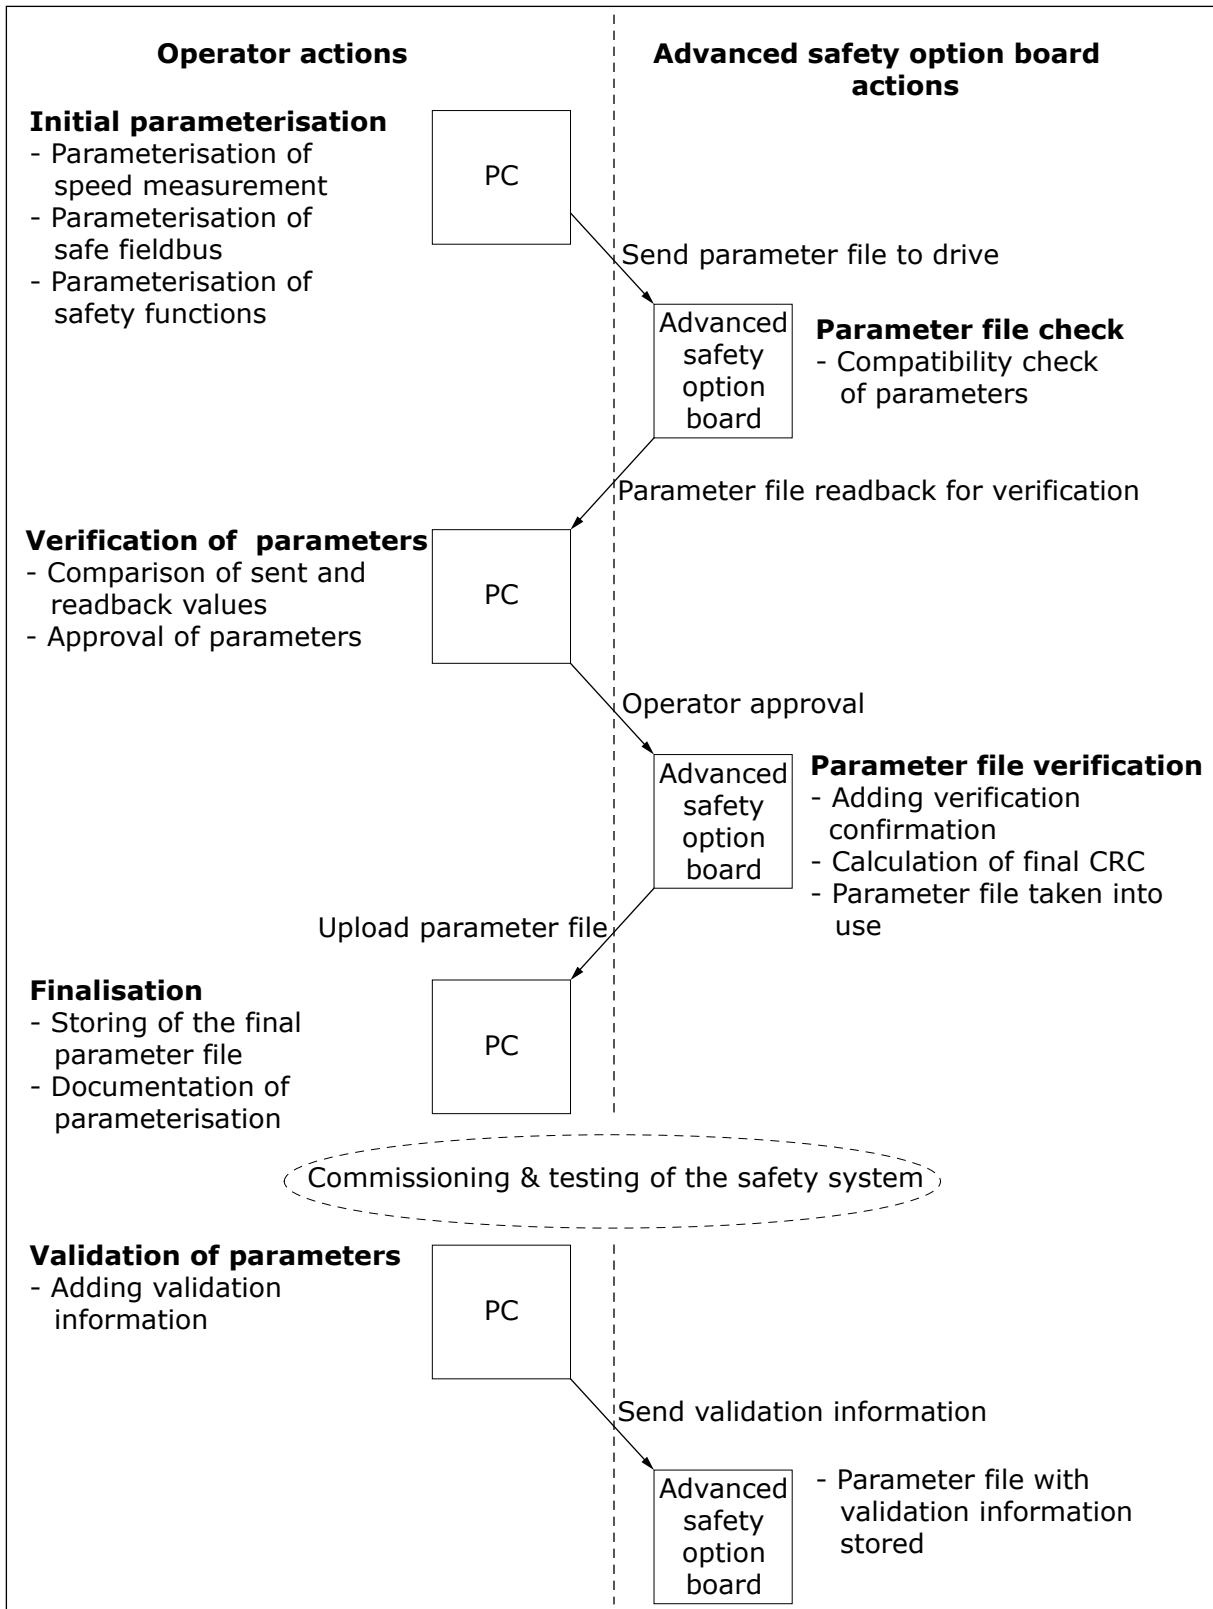 Operator actions
Advanced safety option board
actions
Initial parameterisation
- Parameterisation of
speed measurement
- Parameterisation of
safe fieldbus
- Parameterisation of
safety functions
PC
Send parameter file to drive
Advanced
safety
option
board
Parameter file check
- Compatibility check
of parameters
Parameter file readback for verification
Verification of  parameters
- Comparison of sent and
readback values
- Approval of parameters
PC
Operator approval
Advanced
safety
option
board
Parameter file verification
- Adding verification
confirmation
- Calculation of final CRC
- Parameter file taken into
use
Upload parameter file
Finalisation
- Storing of the final
parameter file
- Documentation of
parameterisation
PC
Commissioning & testing of the safety system
Validation of parameters
- Adding validation
information
PC
Send validation information
Advanced
safety
option
board
- Parameter file with
validation information
stored